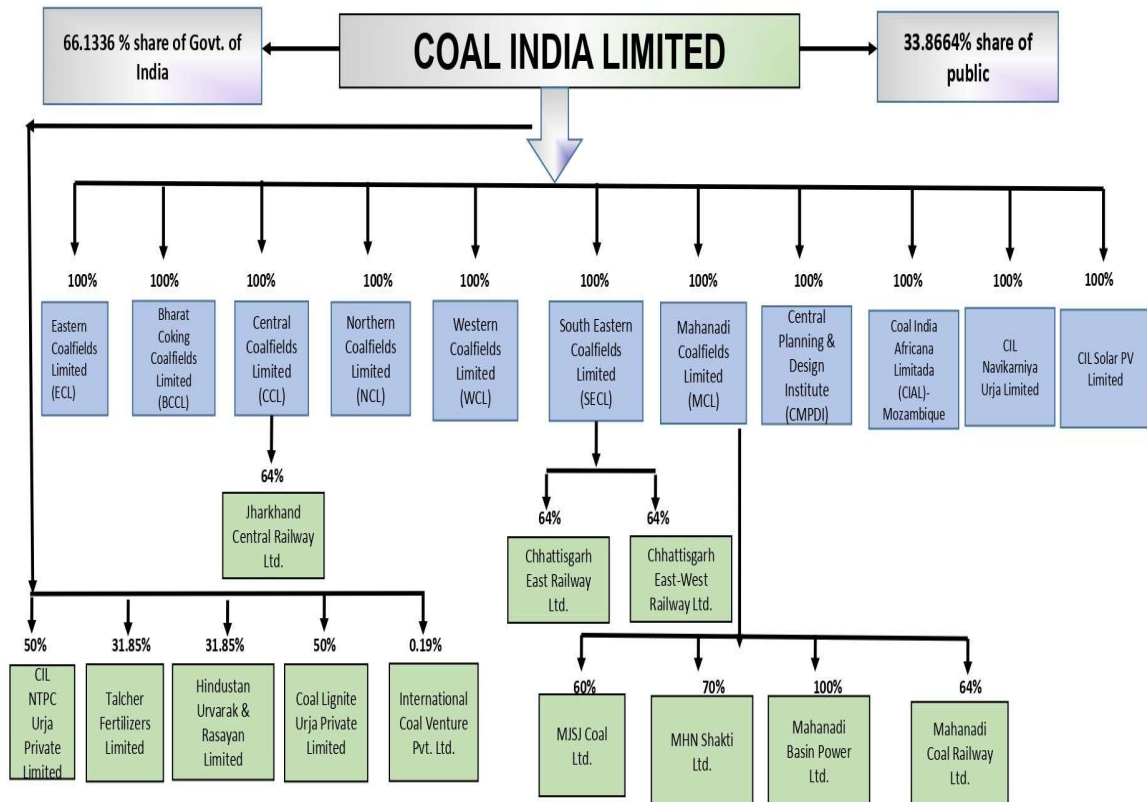 66.1336 % share of Govt. of
India
COAL INDIA LIMITED
33.8664% share of
public
100%
100%
100%
100%
100%
100%
100%
100%
100%
100%
100%
Eastern
Coalfields
Limited
(ECL)
Bharat
Coking
Coalfields
Limited
(BCCL)
Central
Coalfields
Limited
(CCL)
Northern
Coalfields
Limited
(NCL)
Western
Coalfields
Limited
(WCL)
South Eastern
Coalfields
Limited
(SECL)
Mahanadi
Coalfields
Limited
(MCL)
Central
Planning &
Design
Institute
(CMPDI)
Coal India
Africana
Limitada
(CIAL)-
Mozambique
CIL
Navikarniya
Urja Limited
CIL Solar PV
Limited
64%
Jharkhand
Central Railway
Ltd.
64%
64%
Chhattisgarh
East Railway
Ltd.
Chhattisgarh
East-West
Railway Ltd.
50%
31.85%
31.85%
50%
0.19%
CIL
NTPC
Urja
Private
Limited
Talcher
Fertilizers
Limited
Hindustan
Urvarak &
Rasayan
Limited
Coal Lignite
Urja Private
Limited
International
Coal Venture
Pvt. Ltd.
60%
70%
100%
64%
MJSJ Coal
Ltd.
MHN Shakti
Ltd.
Mahanadi
Basin Power
Ltd.
Mahanadi
Coal Railway
Ltd.